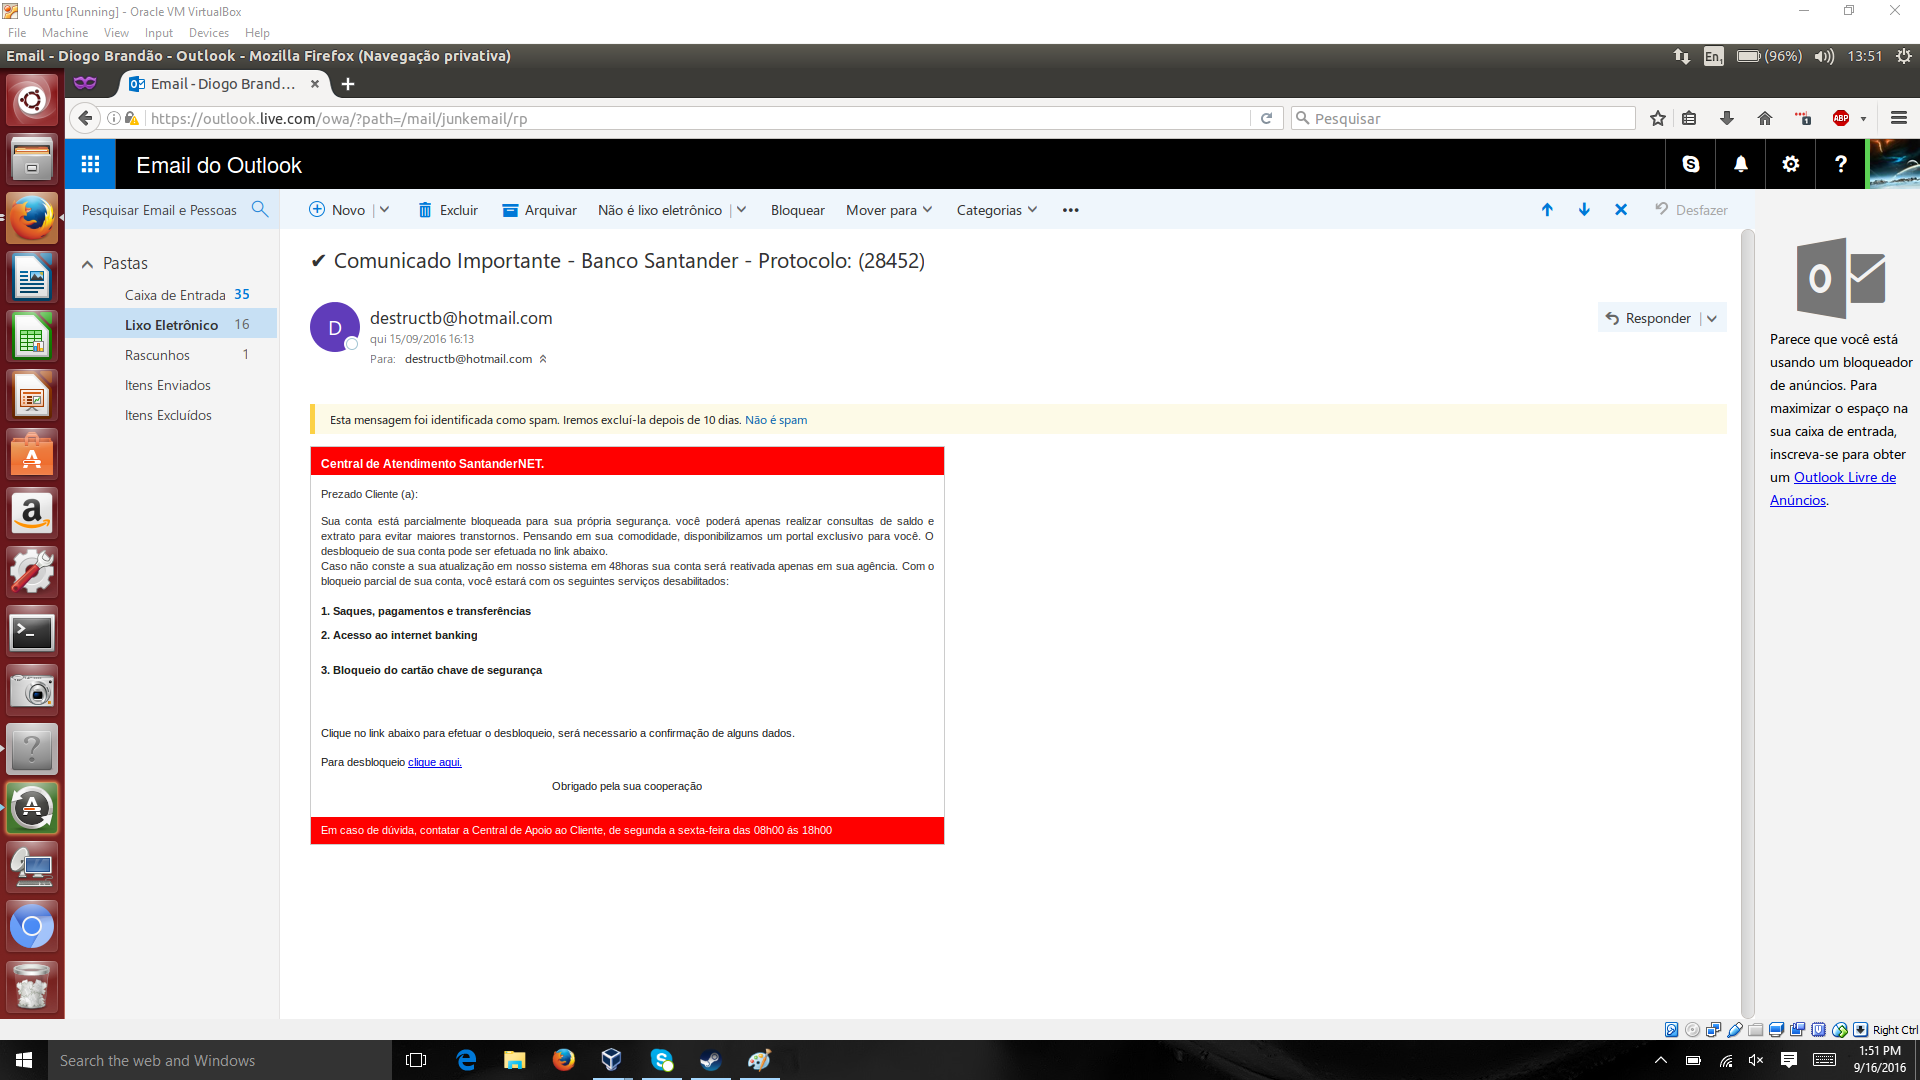 Ubuntu [Running] - Oracle VM VirtualBox
File Machine View Input Devices Help
Email - Diogo Brandão - Outlook - Mozilla Firefox (Navegação privativa)
En, (96%) 13:51
Email - Diogo Brand... × +
https://outlook.live.com/owa/?path=/mail/junkemail/rp
Pesquisar
ABP
Email do Outlook
?
Pesquisar Email e Pessoas
Novo Excluir Arquivar Não é lixo eletrônico Bloquear Mover para Categorias ••• Desfazer
Pastas
Caixa de Entrada 35
Lixo Eletrônico 16
Rascunhos 1
Itens Enviados
Itens Excluídos
✔ Comunicado Importante - Banco Santander - Protocolo: (28452)
D
destructb@hotmail.com
qui 15/09/2016 16:13
Para: destructb@hotmail.com
Responder
Esta mensagem foi identificada como spam. Iremos excluí-la depois de 10 dias. Não é spam
Central de Atendimento SantanderNET.
Prezado Cliente (a):
Sua conta está parcialmente bloqueada para sua própria segurança. você poderá apenas realizar consultas de saldo e
extrato para evitar maiores transtornos. Pensando em sua comodidade, disponibilizamos um portal exclusivo para você. O
desbloqueio de sua conta pode ser efetuada no link abaixo.
Caso não conste a sua atualização em nosso sistema em 48horas sua conta será reativada apenas em sua agência. Com o
bloqueio parcial de sua conta, você estará com os seguintes serviços desabilitados:
1. Saques, pagamentos e transferências
2. Acesso ao internet banking
3. Bloqueio do cartão chave de segurança
Clique no link abaixo para efetuar o desbloqueio, será necessario a confirmação de alguns dados.
Para desbloqueio clique aqui.
Obrigado pela sua cooperação
Em caso de dúvida, contatar a Central de Apoio ao Cliente, de segunda a sexta-feira das 08h00 ás 18h00
Parece que você está
usando um bloqueador
de anúncios. Para
maximizar o espaço na
sua caixa de entrada,
inscreva-se para obter
um Outlook Livre de
Anúncios.
Right Ctrl
Search the web and Windows
1:51 PM
9/16/2016